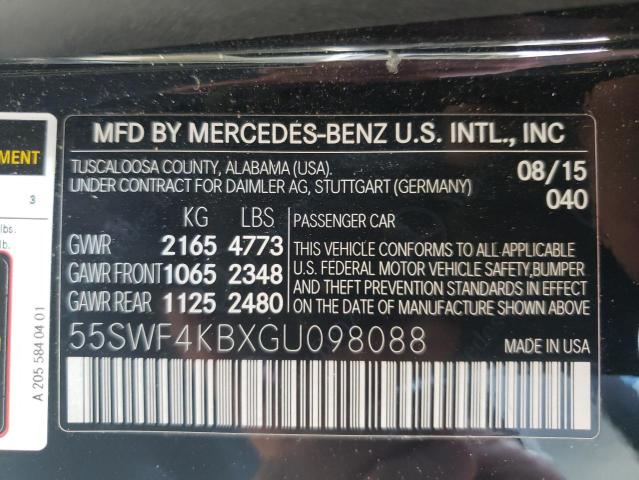 MFD BY MERCEDES-BENZ U.S. INTL., INC
TUSCALOOSA COUNTY, ALABAMA (USA).
UNDER CONTRACT FOR DAIMLER AG, STUTTGART (GERMANY)
08/15
040
KG LBS
GVWR 2165 4773
GAWR FRONT 1065 2348
GAWR REAR 1125 2480
PASSENGER CAR
THIS VEHICLE CONFORMS TO ALL APPLICABLE
U.S. FEDERAL MOTOR VEHICLE SAFETY,BUMPER
AND THEFT PREVENTION STANDARDS IN EFFECT
ON THE DATE OF MANUFACTURE SHOWN ABOVE
55SWF4KBXGU098088
MADE IN USA
MENT
3
lbs.
lb.
A 205 584 04 01